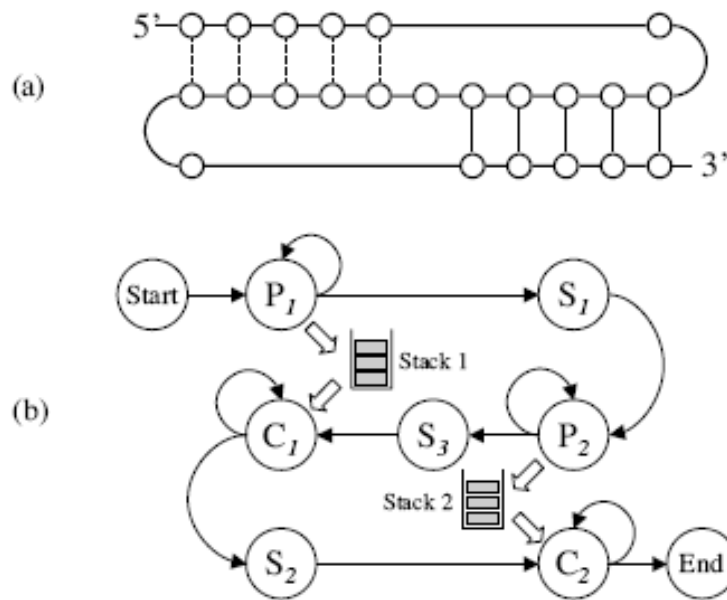 5’
(a)
3’
Start
P1
S1
Stack 1
(b)
C1
S3
P2
Stack 2
S2
C2
End